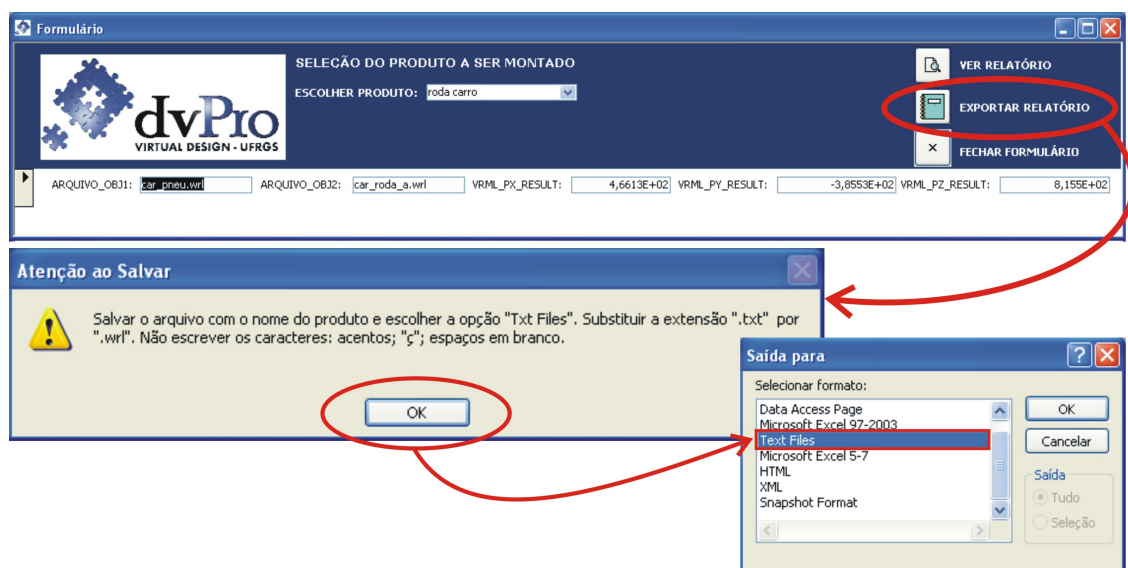 Formulário
SELEÇÃO DO PRODUTO A SER MONTADO
ESCOLHER PRODUTO: roda carro
dvPro
VIRTUAL DESIGN - UFRGS
VER RELATÓRIO
EXPORTAR RELATÓRIO
FECHAR FORMULÁRIO
ARQUIVO_OBJ1: car_pneu.wrl ARQUIVO_OBJ2: car_roda_a.wrl VRML_PX_RESULT: 4,6613E+02 VRML_PY_RESULT: -3,8553E+02 VRML_PZ_RESULT: 8,155E+02
Atenção ao Salvar
Salvar o arquivo com o nome do produto e escolher a opção "Txt Files". Substituir a extensão ".txt" por
".wrl". Não escrever os caracteres: acentos; "ç"; espaços em branco.
OK
Saída para
Selecionar formato:
Data Access Page
Microsoft Excel 97-2003
Text Files
Microsoft Excel 5-7
HTML
XML
Snapshot Format
OK
Cancelar
Saída
Tudo
Seleção